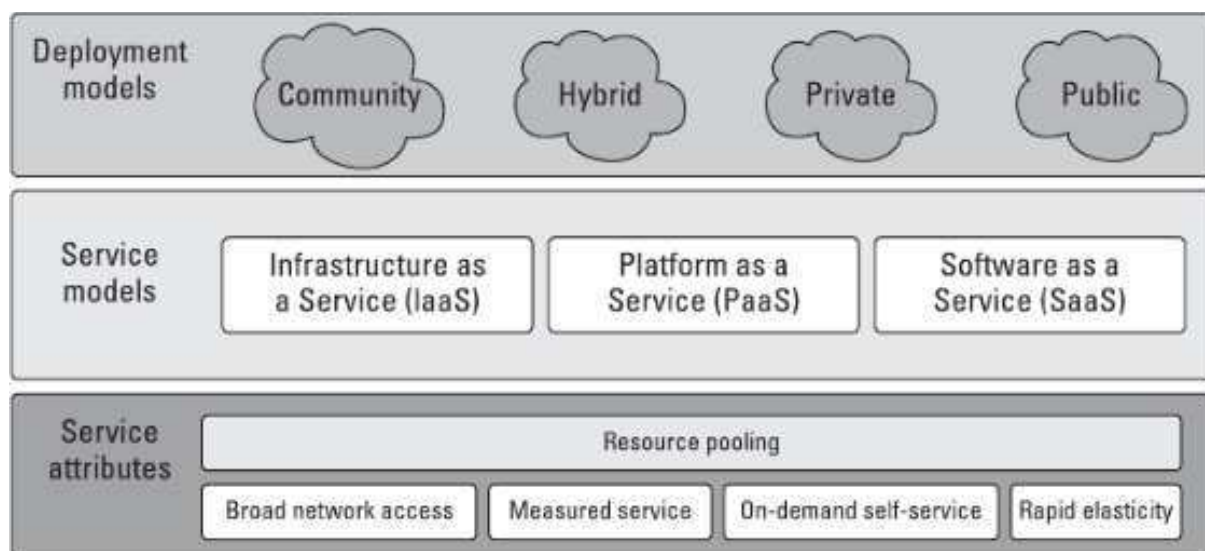 Deployment
models
Community
Hybrid
Private
Public
Service
models
Infrastructure as
a Service (IaaS)
Platform as a
Service (PaaS)
Software as a
Service (SaaS)
Service
attributes
Resource pooling
Broad network access
Measured service
On-demand self-service
Rapid elasticity